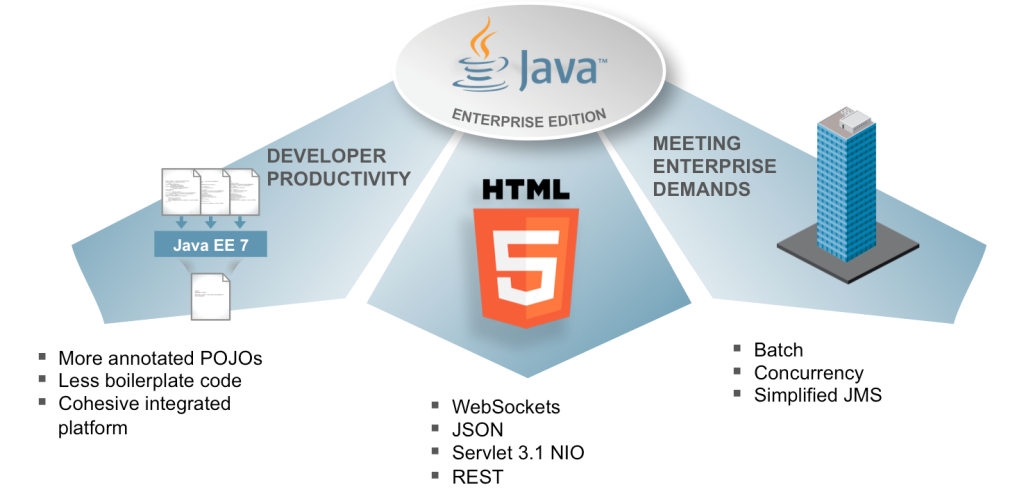 Java™
ENTERPRISE EDITION
DEVELOPER
PRODUCTIVITY
Java EE 7
▪ More annotated POJOs
▪ Less boilerplate code
▪ Cohesive integrated
platform
HTML
5
▪ WebSockets
▪ JSON
▪ Servlet 3.1 NIO
▪ REST
MEETING
ENTERPRISE
DEMANDS
▪ Batch
▪ Concurrency
▪ Simplified JMS